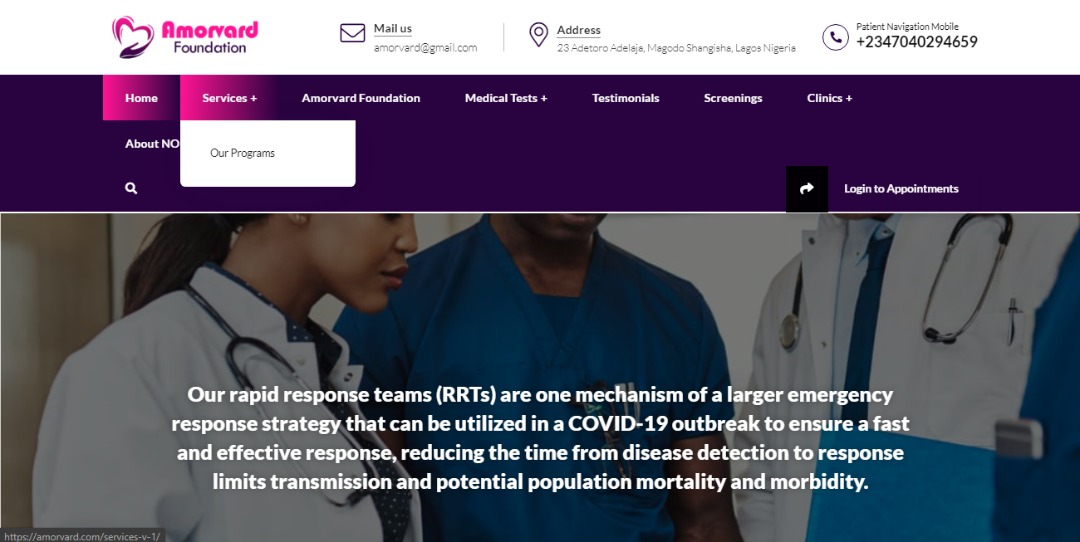 Amorvard
Foundation
Mail us
amorvard@gmail.com
Address
23 Adetoro Adelaja, Magodo Shangisha, Lagos Nigeria
Patient Navigation Mobile
+2347040294659
Home
Services +
Amorvard Foundation
Medical Tests +
Testimonials
Screenings
Clinics +
About NO
Our Programs
Login to Appointments
Our rapid response teams (RRTs) are one mechanism of a larger emergency
response strategy that can be utilized in a COVID-19 outbreak to ensure a fast
and effective response, reducing the time from disease detection to response
limits transmission and potential population mortality and morbidity.
https://amorvard.com/services-v-1/